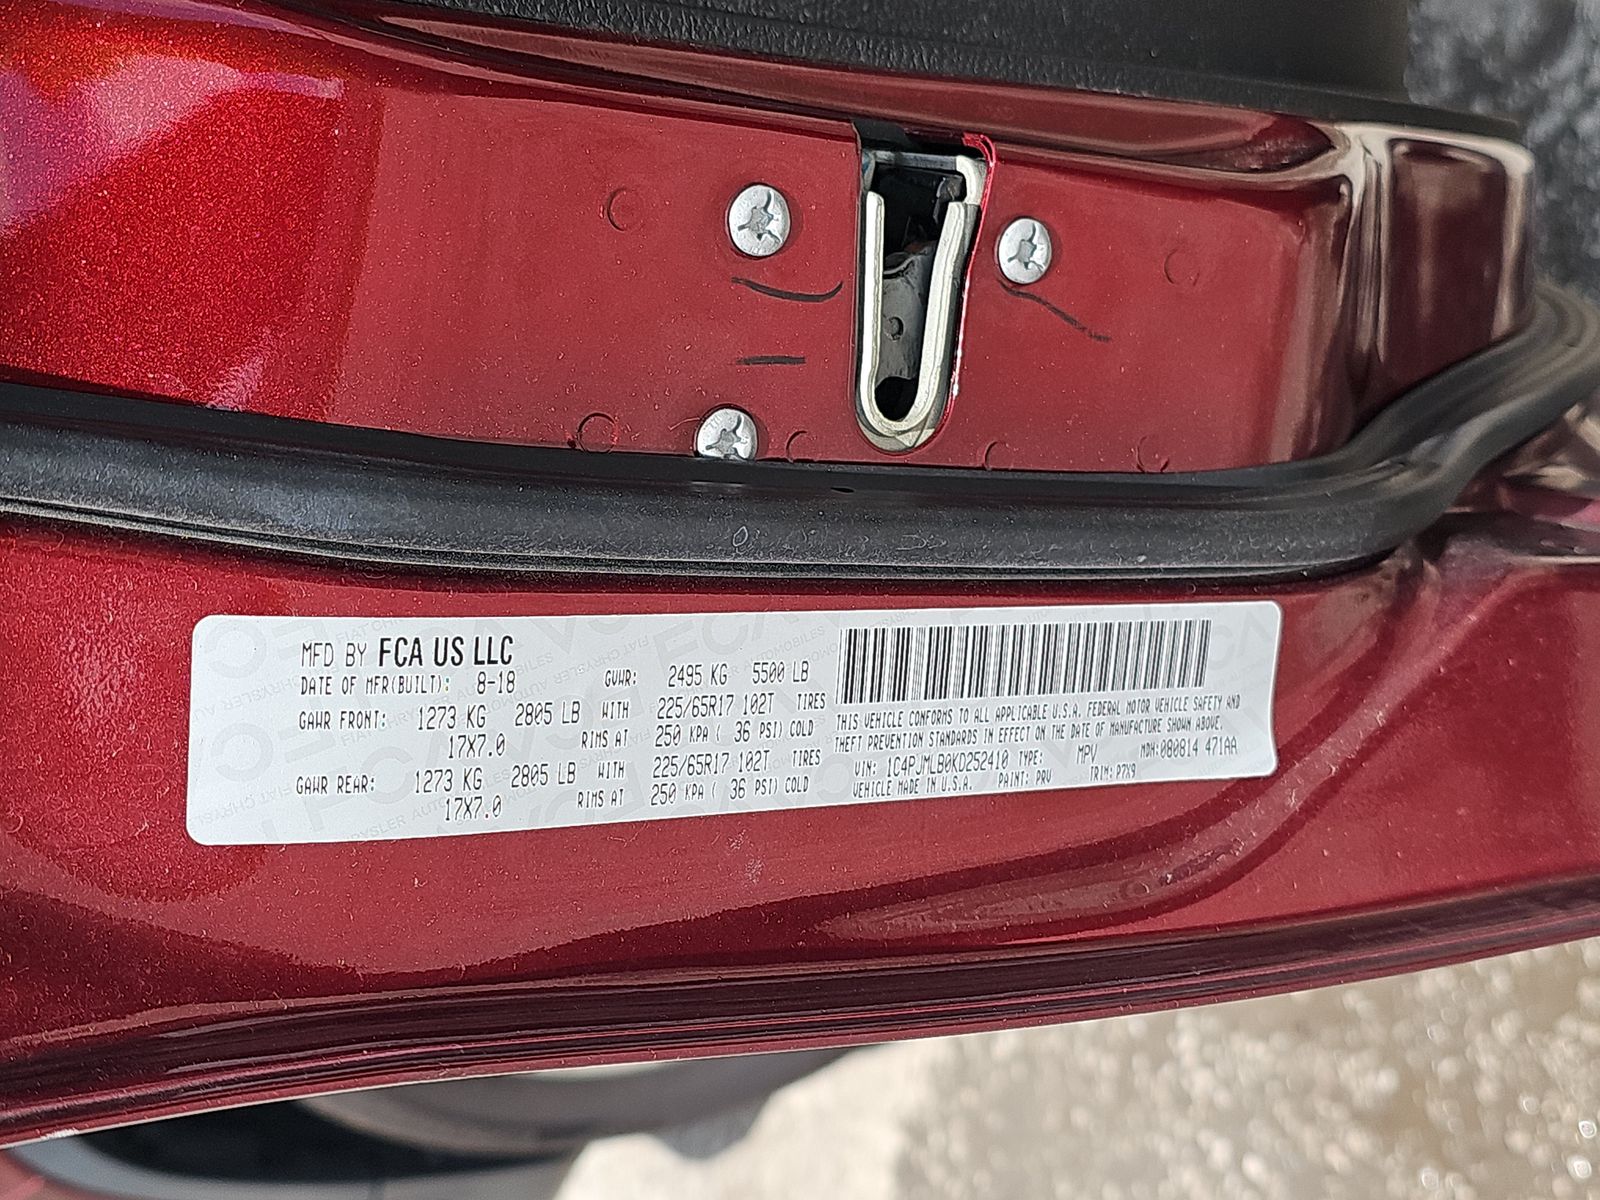 MFD BY FCA US LLC
DATE OF MFR(BUILT): 8-18 GVWR: 2495 KG 5500 LB
GAWR FRONT: 1273 KG 2805 LB WITH 225/65R17 102T TIRES
17X7.0 RIMS AT 250 KPA ( 36 PSI) COLD
GAWR REAR: 1273 KG 2805 LB WITH 225/65R17 102T TIRES
17X7.0 RIMS AT 250 KPA ( 36 PSI) COLD
THIS VEHICLE CONFORMS TO ALL APPLICABLE U.S.A. FEDERAL MOTOR VEHICLE SAFETY AND
THEFT PREVENTION STANDARDS IN EFFECT ON THE DATE OF MANUFACTURE SHOWN ABOVE.
VIN: 1C4PJMLB0KD252410 TYPE: MPV MDH:080814 471AA
VEHICLE MADE IN U.S.A. PAINT: PRV TRIM: P7X9